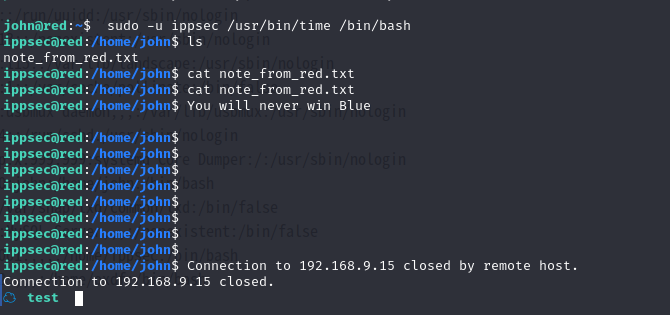 john@red:~$  sudo -u ippsec /usr/bin/time /bin/bash
ippsec@red:/home/john$ ls
note_from_red.txt
ippsec@red:/home/john$ cat note_from_red.txt
ippsec@red:/home/john$ cat note_from_red.txt
ippsec@red:/home/john$ You will never win Blue
ippsec@red:/home/john$
ippsec@red:/home/john$
ippsec@red:/home/john$
ippsec@red:/home/john$
ippsec@red:/home/john$
ippsec@red:/home/john$
ippsec@red:/home/john$
ippsec@red:/home/john$
ippsec@red:/home/john$ Connection to 192.168.9.15 closed by remote host.
Connection to 192.168.9.15 closed.
test